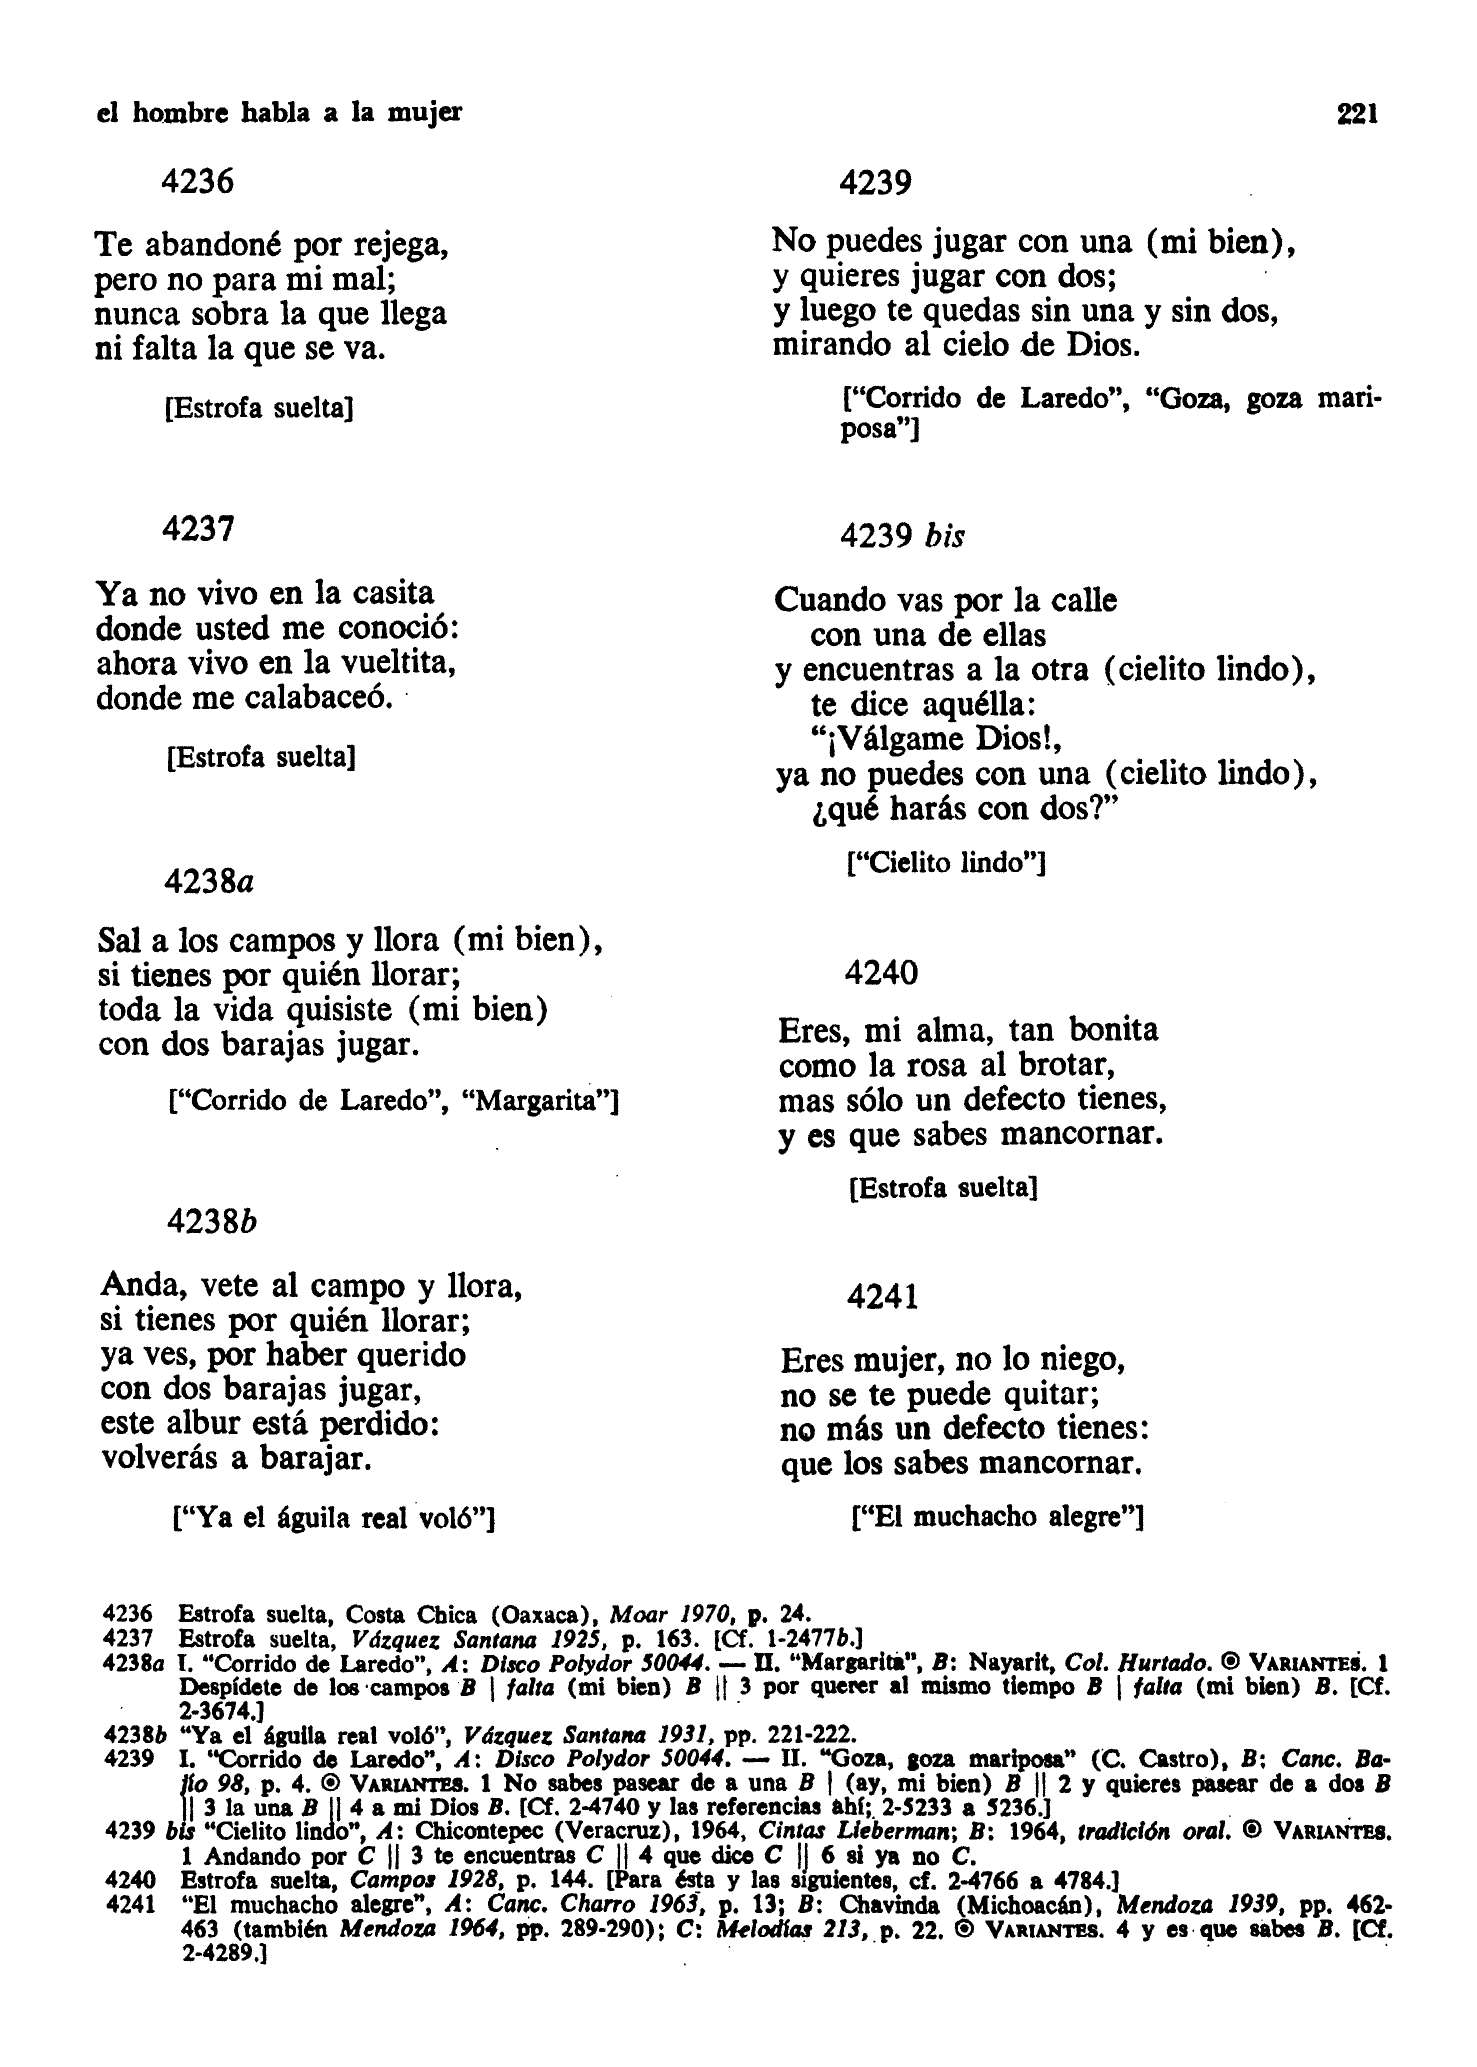 el hombre habla a la mujer
221
4236
Te abandoné por rejega,
pero no para mi mal;
nunca sobra la que llega
ni falta la que se va.
[Estrofa suelta]
4237
Ya no vivo en la casita
donde usted me conoció:
ahora vivo en la vueltita,
donde me calabaceó.
[Estrofa suelta]
4238a
Sal a los campos y llora (mi bien),
si tienes por quién llorar;
toda la vida quisiste (mi bien)
con dos barajas jugar.
["Corrido de Laredo", "Margarita"]
4238b
Anda, vete al campo y llora,
si tienes por quién llorar;
ya ves, por haber querido
con dos barajas jugar,
este albur está perdido:
volverás a barajar.
["Ya el águila real voló"]
4239
No puedes jugar con una (mi bien),
y quieres jugar con dos;
y luego te quedas sin una y sin dos,
mirando al cielo de Dios.
["Corrido de Laredo", "Goza, goza mari-
posa"]
4239 bis
Cuando vas por la calle
con una de ellas
y encuentras a la otra (cielito lindo),
te dice aquélla:
"¡Válgame Dios!,
ya no puedes con una (cielito lindo),
¿qué harás con dos?"
["Cielito lindo"]
4240
Eres, mi alma, tan bonita
como la rosa al brotar,
mas sólo un defecto tienes,
y es que sabes mancornar.
[Estrofa suelta]
4241
Eres mujer, no lo niego,
no se te puede quitar;
no más un defecto tienes:
que los sabes mancornar.
["El muchacho alegre"]
4236 Estrofa suelta, Costa Chica (Oaxaca), Moar 1970, p. 24.
4237 Estrofa suelta, Vázquez Santana 1925, p. 163. [Cf. 1-2477b.]
4238a I. "Corrido de Laredo", A: Disco Polydor 50044. — II. "Margarita", B: Nayarit, Col. Hurtado. ⊙ VARIANTES. 1
Despídete de los campos B | falta (mi bien) B || 3 por querer al mismo tiempo B | falta (mi bien) B. [Cf.
2-3674.]
4238b "Ya el águila real voló", Vázquez Santana 1931, pp. 221-222.
4239 I. "Corrido de Laredo", A: Disco Polydor 50044. — II. "Goza, goza mariposa" (C. Castro), B: Canc. Ba-
jío 98, p. 4. ⊙ VARIANTES. 1 No sabes pasear de a una B | (ay, mi bien) B || 2 y quieres pasear de a dos B
|| 3 la una B || 4 a mi Dios B. [Cf. 2-4740 y las referencias ahí; 2-5233 a 5236.]
4239 bis "Cielito lindo", A: Chicontepec (Veracruz), 1964, Cintas Lieberman; B: 1964, tradición oral. ⊙ VARIANTES.
1 Andando por C || 3 te encuentras C || 4 que dice C || 6 si ya no C.
4240 Estrofa suelta, Campos 1928, p. 144. [Para ésta y las siguientes, cf. 2-4766 a 4784.]
4241 "El muchacho alegre", A: Canc. Charro 1963, p. 13; B: Chavinda (Michoacán), Mendoza 1939, pp. 462-
463 (también Mendoza 1964, pp. 289-290); C: Melodías 213, p. 22. ⊙ VARIANTES. 4 y es que sabes B. [Cf.
2-4289.]